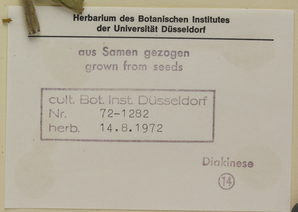 Herbarium des Botanischen Institutes
der Universität Düsseldorf
aus Samen gezogen
grown from seeds
cult. Bot. Inst. Düsseldorf
Nr. 72-1282
herb. 14.8.1972
Diakinese
14